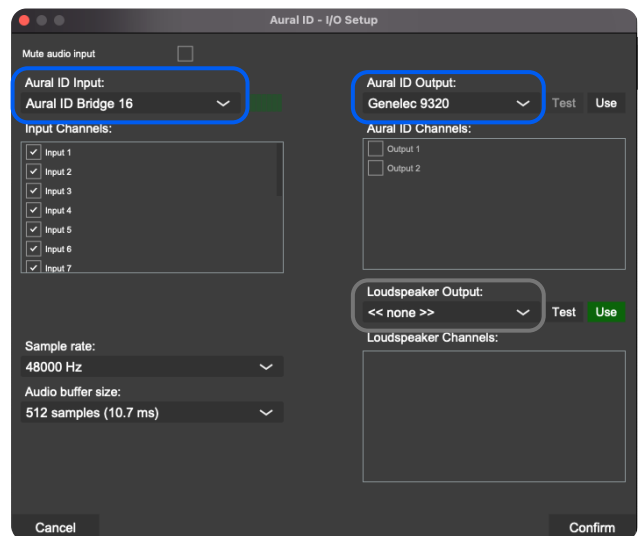 Aural ID - I/O Setup
Mute audio input
Aural ID Input:
Aural ID Bridge 16
Input Channels:
Input 1
Input 2
Input 3
Input 4
Input 5
Input 6
Input 7
Sample rate:
48000 Hz
Audio buffer size:
512 samples (10.7 ms)
Aural ID Output:
Genelec 9320 Test Use
Aural ID Channels:
Output 1
Output 2
Loudspeaker Output:
<< none >> Test Use
Loudspeaker Channels:
Cancel Confirm